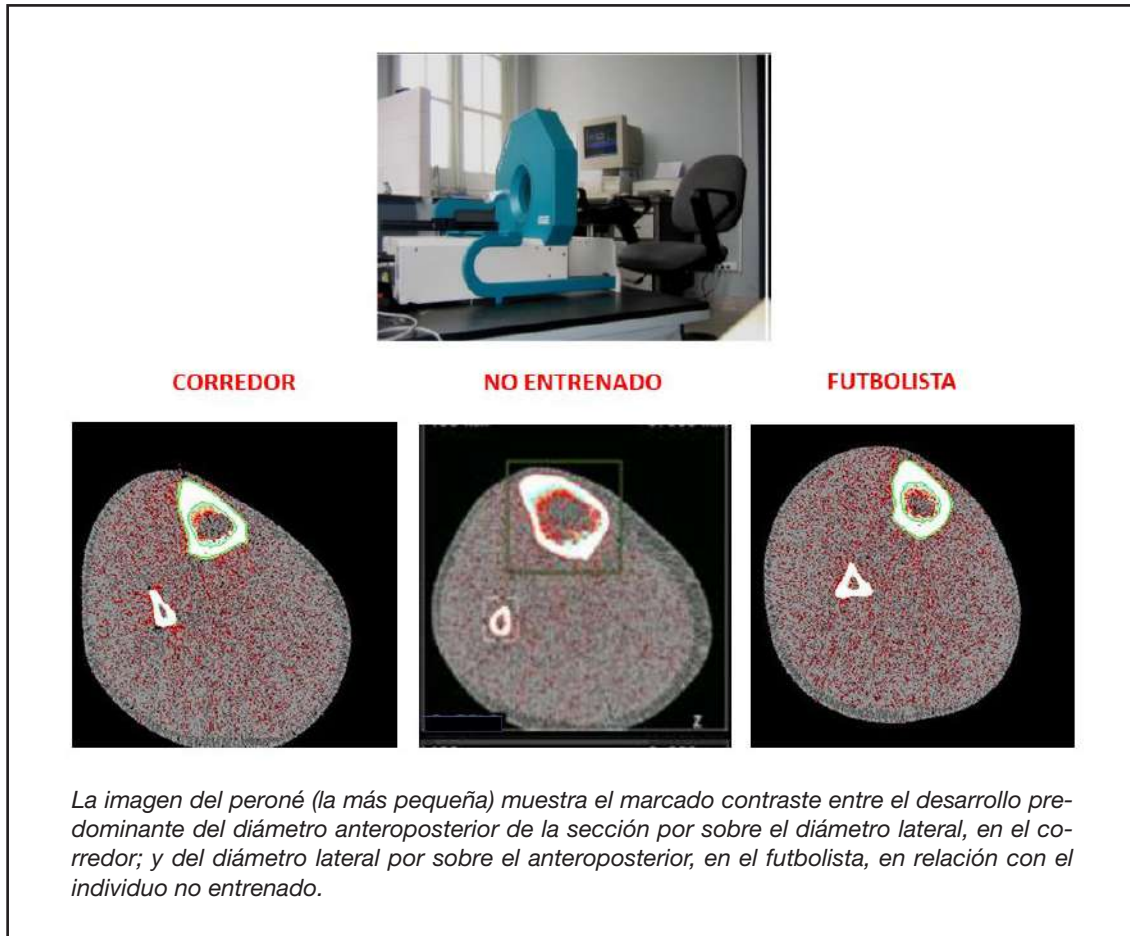 CORREDOR
NO ENTRENADO
FUTBOLISTA
Z
La imagen del peroné (la más pequeña) muestra el marcado contraste entre el desarrollo pre-
dominante del diámetro anteroposterior de la sección por sobre el diámetro lateral, en el co-
rredor; y del diámetro lateral por sobre el anteroposterior, en el futbolista, en relación con el
individuo no entrenado.